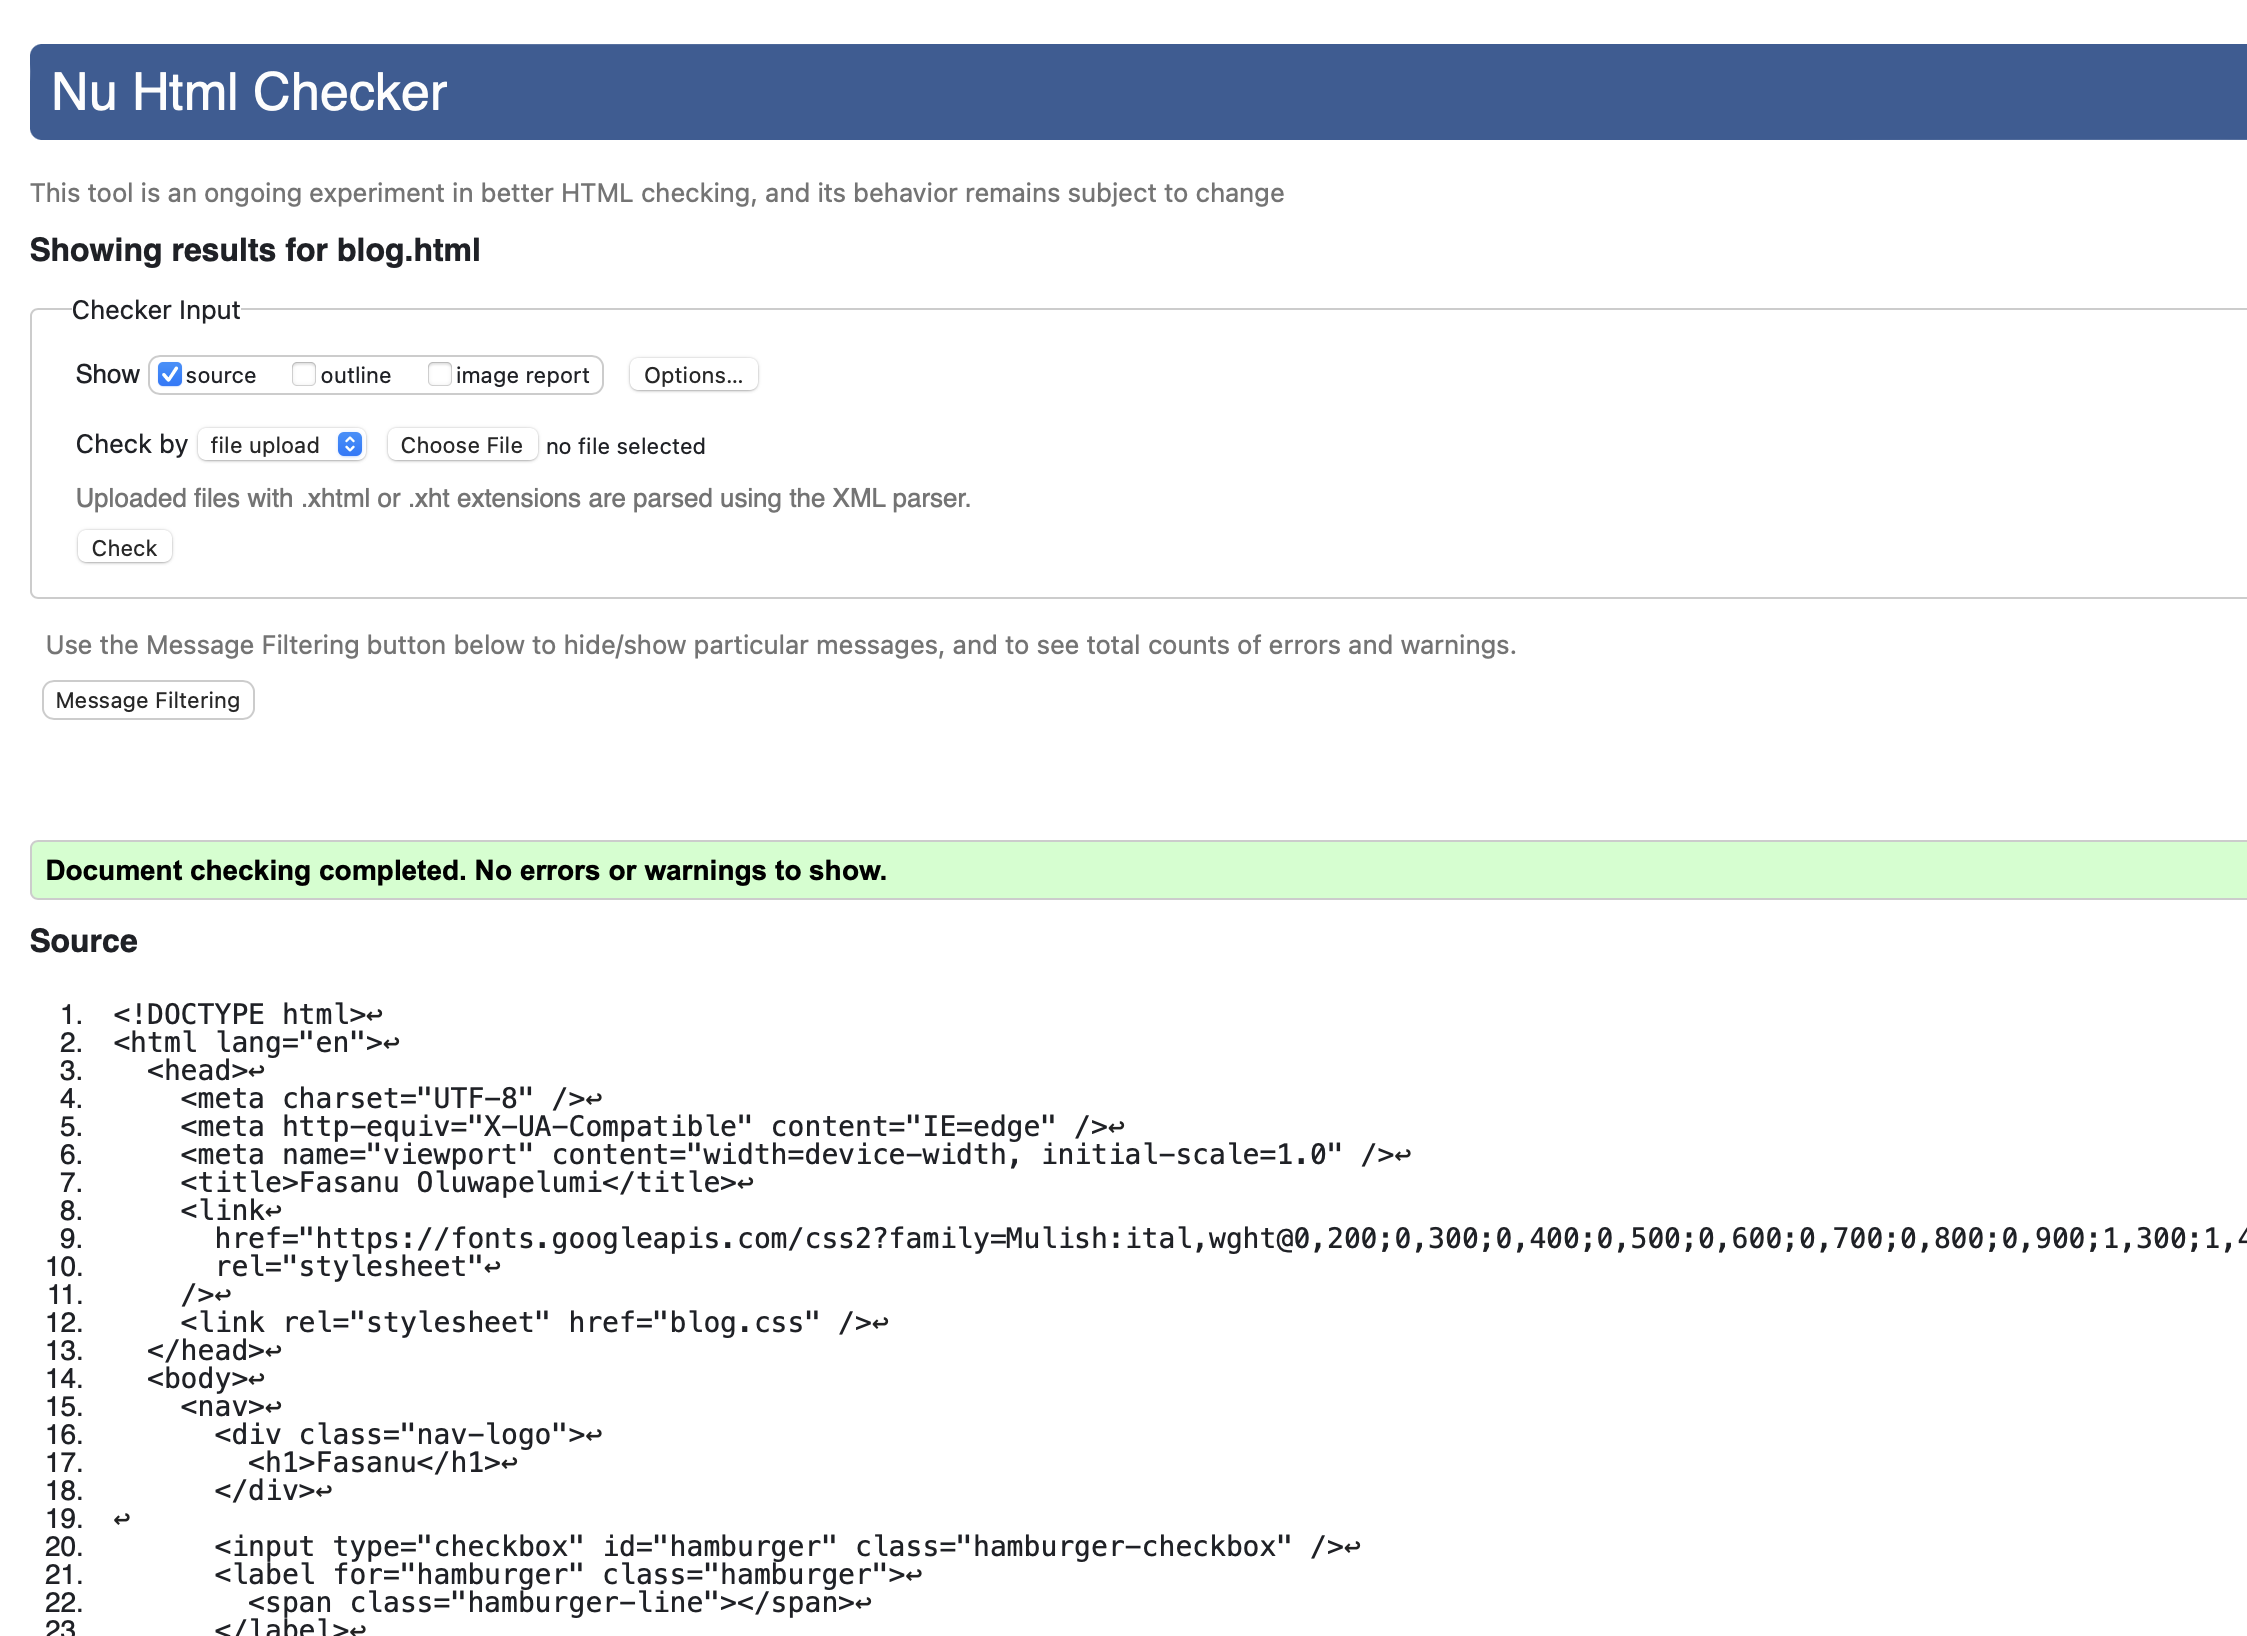 Nu Html Checker
This tool is an ongoing experiment in better HTML checking, and its behavior remains subject to change
Showing results for blog.html
Checker Input
Show source outline image report Options...
Check by file upload Choose File no file selected
Uploaded files with .xhtml or .xht extensions are parsed using the XML parser.
Check
Use the Message Filtering button below to hide/show particular messages, and to see total counts of errors and warnings.
Message Filtering
Document checking completed. No errors or warnings to show.
Source
1. <!DOCTYPE html>↩
2. <html lang="en">↩
3. <head>↩
4. <meta charset="UTF-8" />↩
5. <meta http-equiv="X-UA-Compatible" content="IE=edge" />↩
6. <meta name="viewport" content="width=device-width, initial-scale=1.0" />↩
7. <title>Fasanu Oluwapelumi</title>↩
8. <link↩
9. href="https://fonts.googleapis.com/css2?family=Mulish:ital,wght@0,200;0,300;0,400;0,500;0,600;0,700;0,800;0,900;1,300;1,4
10. rel="stylesheet"↩
11. />↩
12. <link rel="stylesheet" href="blog.css" />↩
13. </head>↩
14. <body>↩
15. <nav>↩
16. <div class="nav-logo">↩
17. <h1>Fasanu</h1>↩
18. </div>↩
19. ↩
20. <input type="checkbox" id="hamburger" class="hamburger-checkbox" />↩
21. <label for="hamburger" class="hamburger">↩
22. <span class="hamburger-line"></span>↩
23. </label>↩